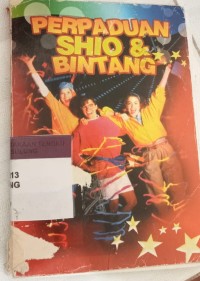 PERPADUAN
SHIO &
BINTANG
13
NG